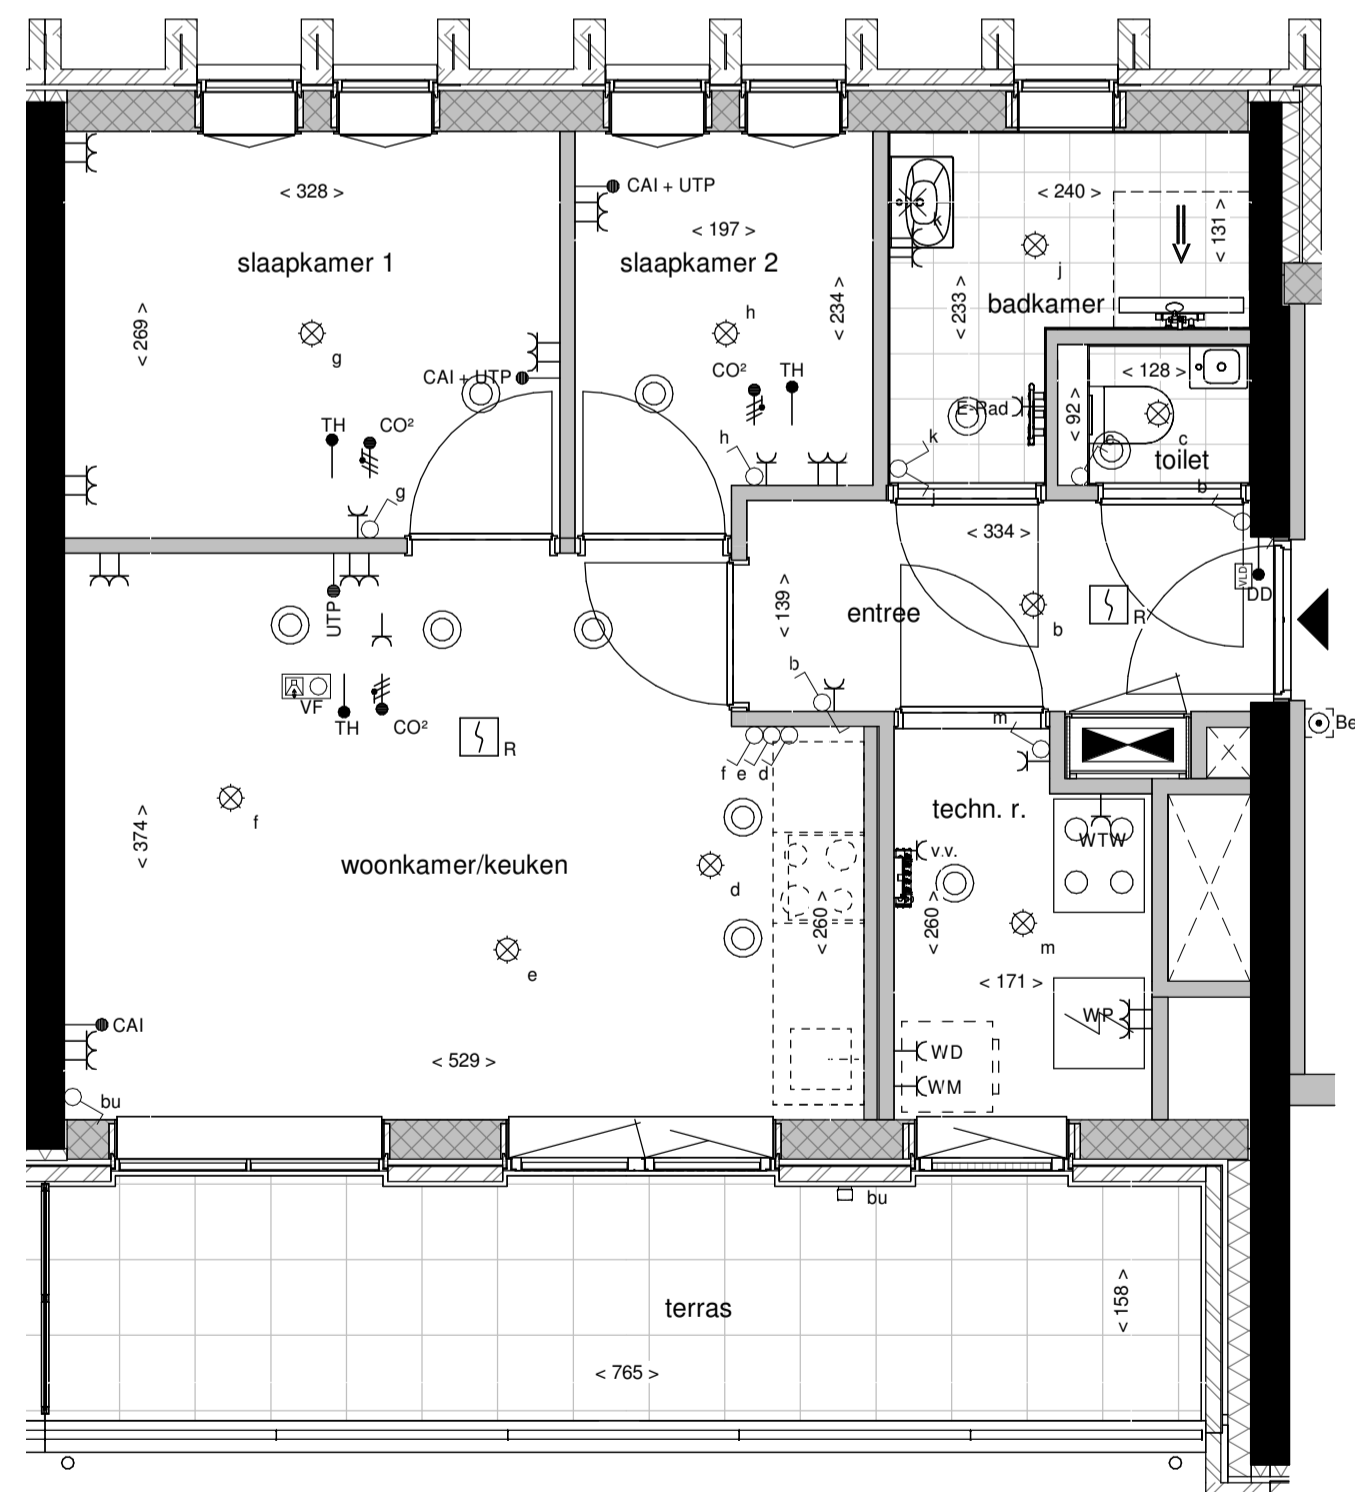 CAI + UTP
< 328 >
< 240 >
k
< 197 >
< 131 >
slaapkamer 1
slaapkamer 2
j
badkamer
h
< 269 >
< 234 >
< 233 >
g
CAI + UTP
CO²
TH
< 128 >
E-Rad
< 92 >
TH
CO²
h
k
c
c
toilet
g
j
b
< 334 >
VLD
DD
UTP
< 139 >
entree
b
R
b
VF
TH
CO²
R
m
Be
f e d
f
< 374 >
techn. r.
WTW
v.v.
woonkamer/keuken
d
< 260 >
< 260 >
e
m
< 171 >
CAI
WP
< 529 >
WD
WM
bu
bu
terras
< 158 >
< 765 >